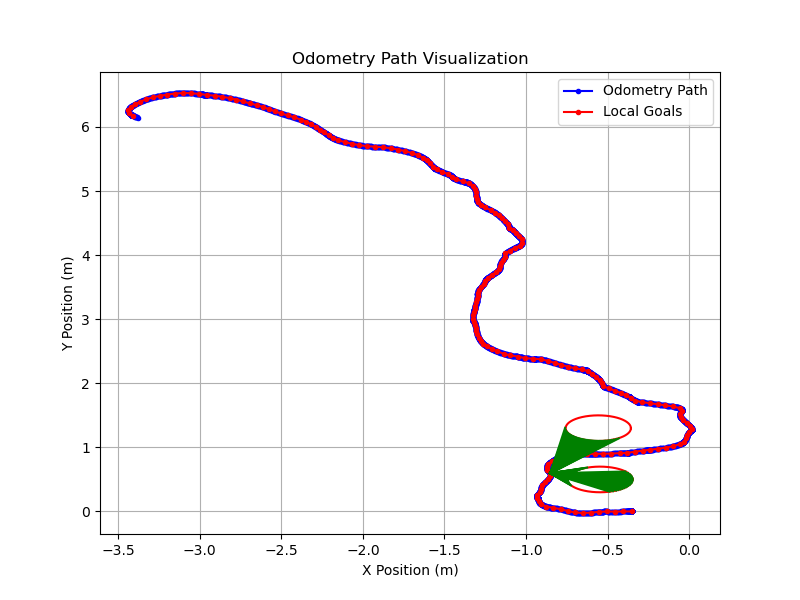 Odometry Path Visualization
Odometry Path
Local Goals
Y Position (m)
6
5
4
3
2
1
0
−3.5 −3.0 −2.5 −2.0 −1.5 −1.0 −0.5 0.0
X Position (m)